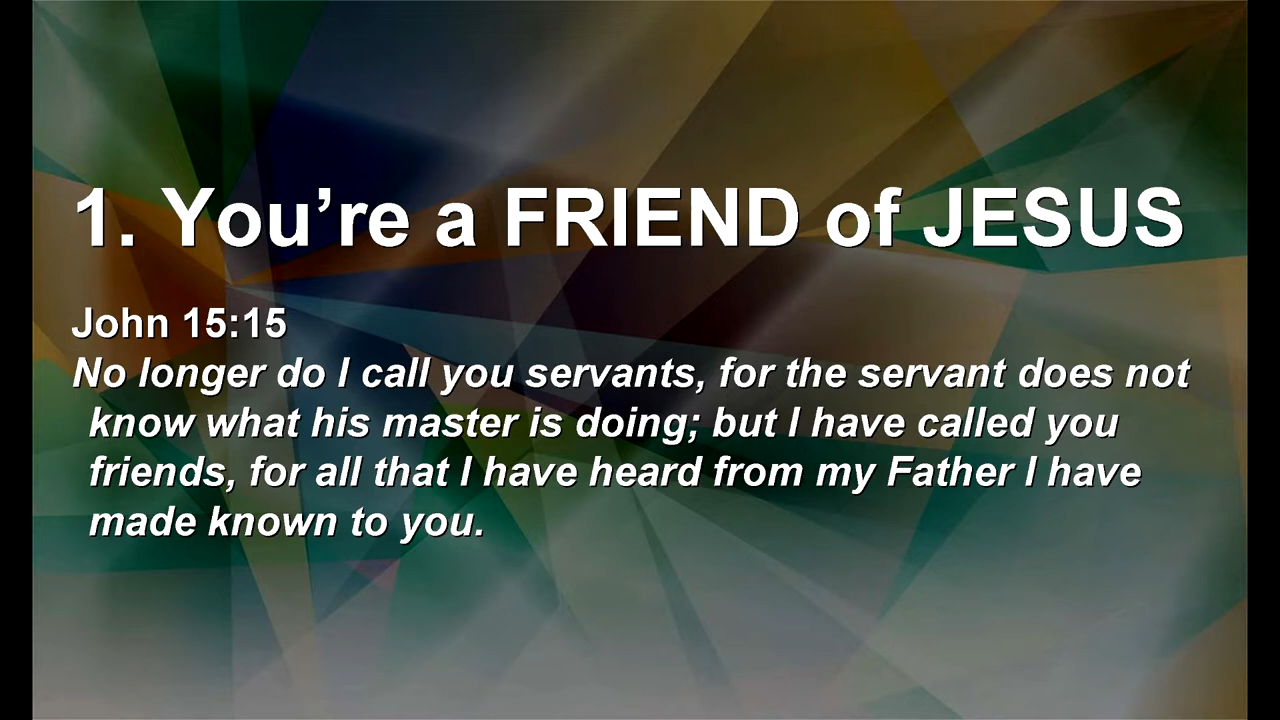 1. You’re a FRIEND of JESUS
John 15:15
No longer do I call you servants, for the servant does not
know what his master is doing; but I have called you
friends, for all that I have heard from my Father I have
made known to you.